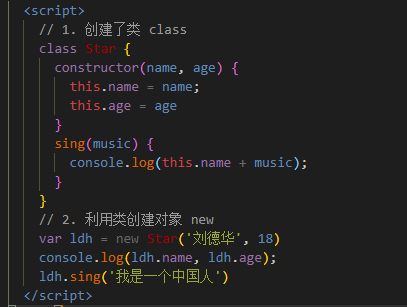 <script>
// 1. 创建了类 class
class Star {
constructor(name, age) {
this.name = name;
this.age = age
}
sing(music) {
console.log(this.name + music);
}
}
// 2. 利用类创建对象 new
var ldh = new Star('刘德华', 18)
console.log(ldh.name, ldh.age);
ldh.sing('我是一个中国人')
</script>